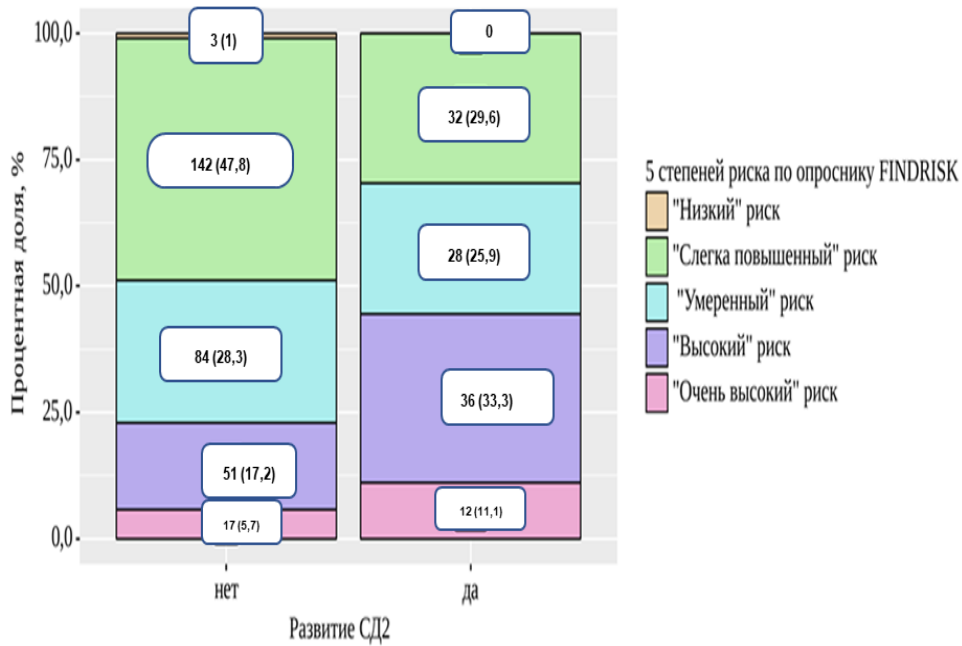 Процентная доля, %
100,0
75,0
50,0
25,0
0,0
3 (1)
142 (47,8)
84 (28,3)
51 (17,2)
17 (5,7)
0
32 (29,6)
28 (25,9)
36 (33,3)
12 (11,1)
нет
да
Развитие СД2
5 степеней риска по опроснику FINDRISK
"Низкий" риск
"Слегка повышенный" риск
"Умеренный" риск
"Высокий" риск
"Очень высокий" риск